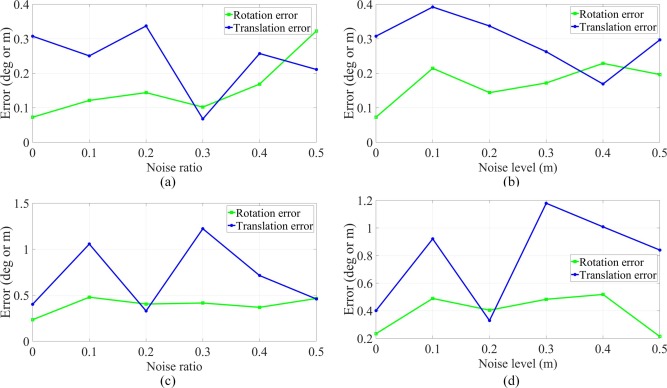 0.4
0.3
0.2
0.1
0
Error (deg or m)
Rotation error
Translation error
0 0.1 0.2 0.3 0.4 0.5
Noise ratio
(a)
0.4
0.3
0.2
0.1
0
Error (deg or m)
Rotation error
Translation error
0 0.1 0.2 0.3 0.4 0.5
Noise level (m)
(b)
1.5
1
0.5
0
Error (deg or m)
Rotation error
Translation error
0 0.1 0.2 0.3 0.4 0.5
Noise ratio
(c)
1.2
1
0.8
0.6
0.4
0.2
Error (deg or m)
Rotation error
Translation error
0 0.1 0.2 0.3 0.4 0.5
Noise level (m)
(d)